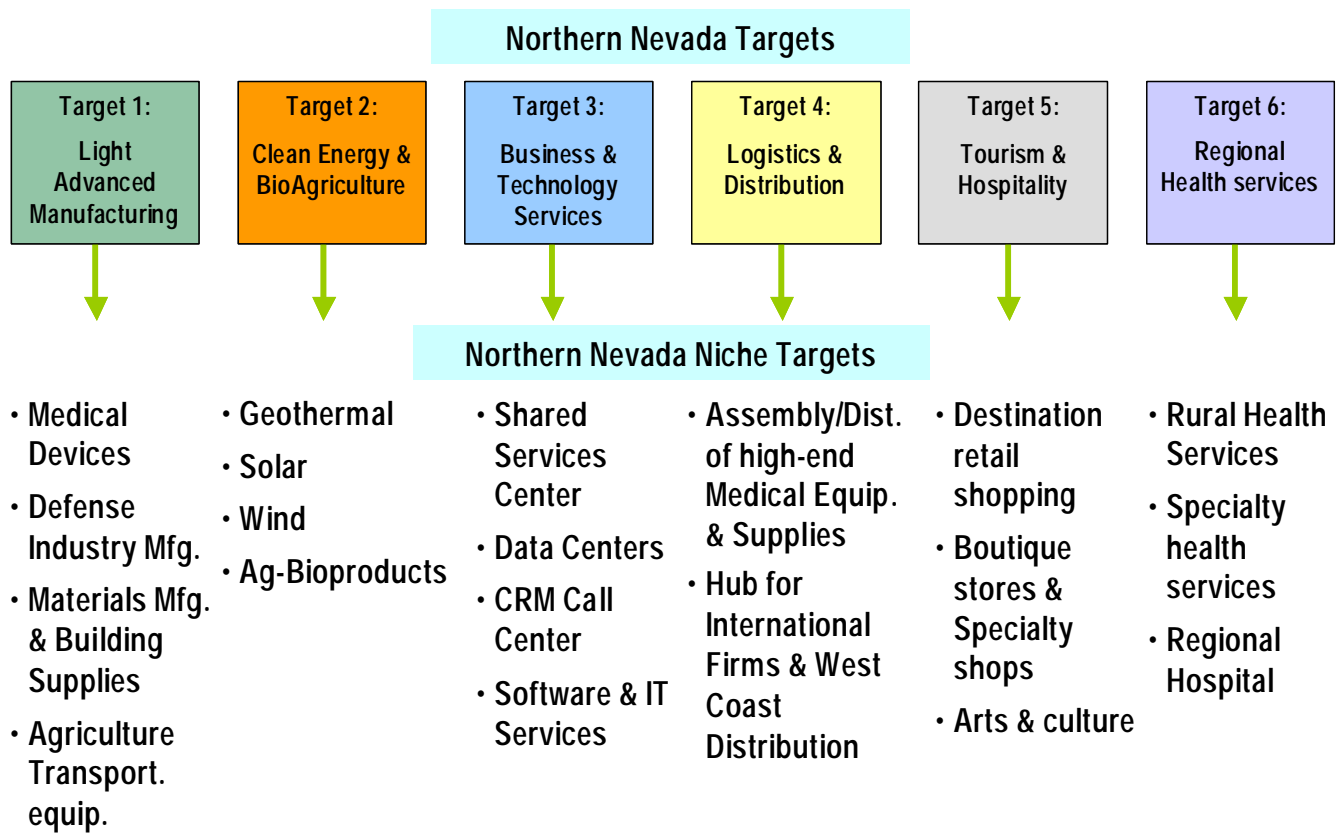 Northern Nevada Targets
Target 1:
Light
Advanced
Manufacturing
Target 2:
Clean Energy &
BioAgriculture
Target 3:
Business &
Technology
Services
Target 4:
Logistics &
Distribution
Target 5:
Tourism &
Hospitality
Target 6:
Regional
Health services
Northern Nevada Niche Targets
• Medical
Devices
• Defense
Industry Mfg.
• Materials Mfg.
& Building
Supplies
• Agriculture
Transport.
equip.
• Geothermal
• Solar
• Wind
• Ag-Bioproducts
• Shared
Services
Center
• Data Centers
• CRM Call
Center
• Software & IT
Services
• Assembly/Dist.
of high-end
Medical Equip.
& Supplies
• Hub for
International
Firms & West
Coast
Distribution
• Destination
retail
shopping
• Boutique
stores &
Specialty
shops
• Arts & culture
• Rural Health
Services
• Specialty
health
services
• Regional
Hospital